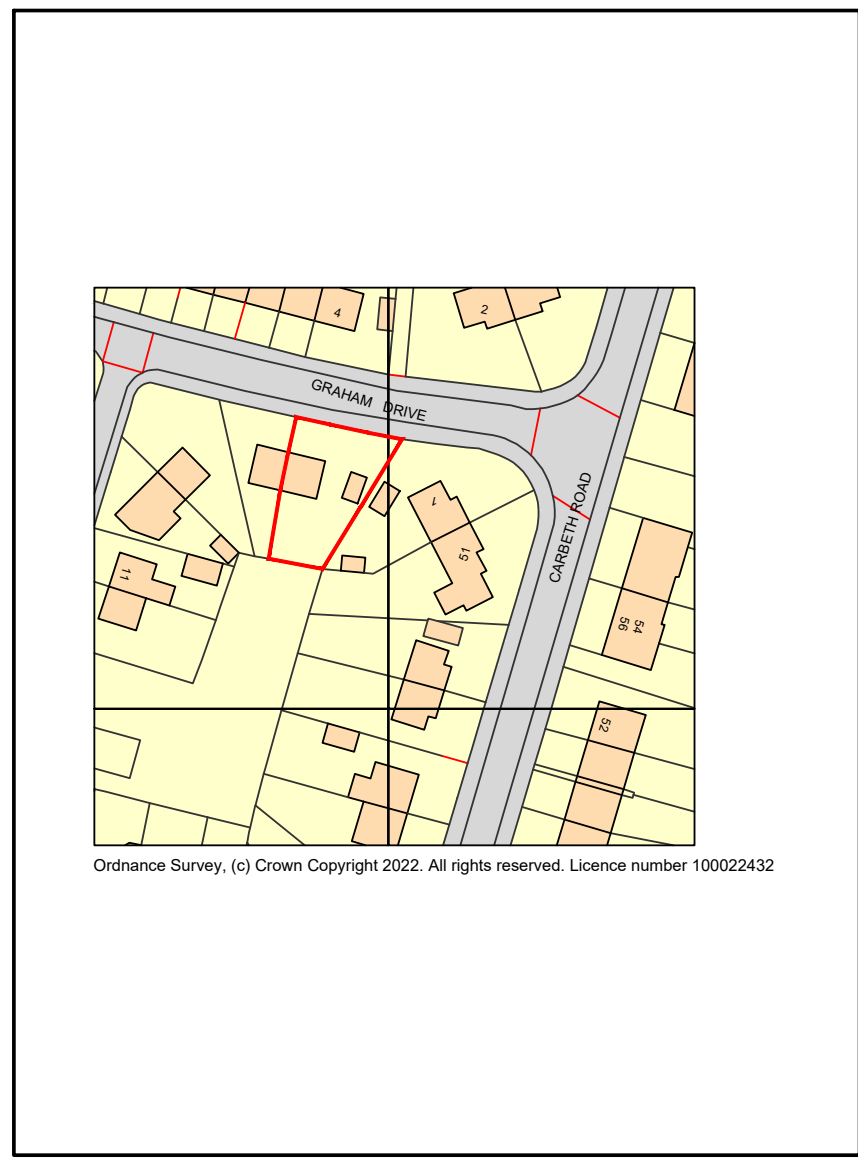 4
2
GRAHAM DRIVE
1
51
CARBETH ROAD
11
54
56
52
Ordnance Survey, (c) Crown Copyright 2022. All rights reserved. Licence number 100022432